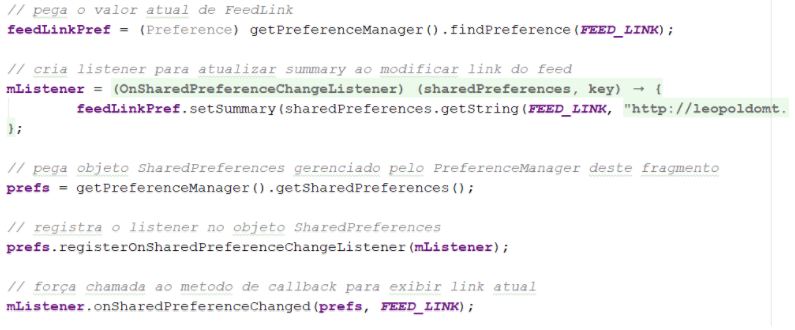 // pega o valor atual de FeedLink
feedLinkPref = (Preference) getPreferenceManager().findPreference(FEED_LINK);
// cria listener para atualizar summary ao modificar link do feed
mListener = (OnSharedPreferenceChangeListener) (sharedPreferences, key) → {
feedLinkPref.setSummary(sharedPreferences.getString(FEED_LINK, "http://leopoldomt.
};
// pega objeto SharedPreferences gerenciado pelo PreferenceManager deste fragmento
prefs = getPreferenceManager().getSharedPreferences();
// registra o listener no objeto SharedPreferences
prefs.registerOnSharedPreferenceChangeListener(mListener);
// força chamada ao metodo de callback para exibir link atual
mListener.onSharedPreferenceChanged(prefs, FEED_LINK);